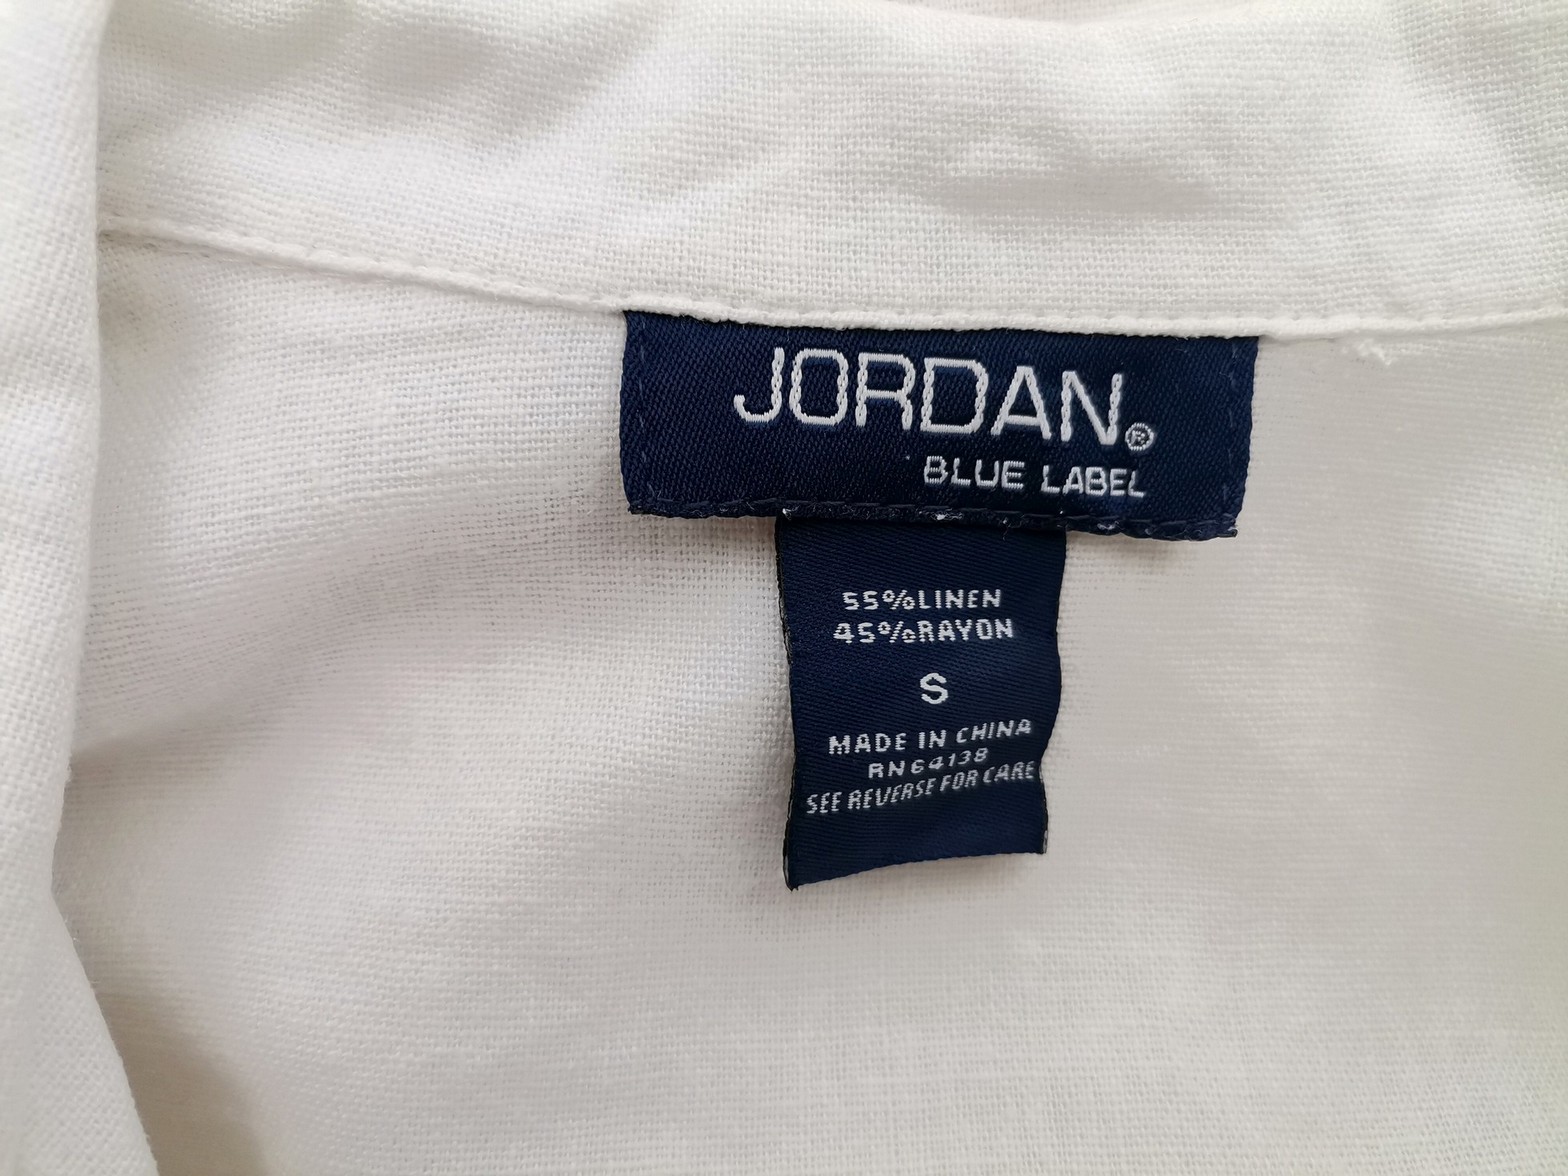 JORDAN®
BLUE LABEL
55%LINEN
45%RAYON
S
MADE IN CHINA
RN64138
SEE REVERSE FOR CARE